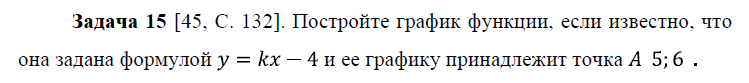 Задача 15 [45, С. 132]. Постройте график функции, если известно, что
она задана формулой y = kx − 4 и ее графику принадлежит точка A 5; 6 .